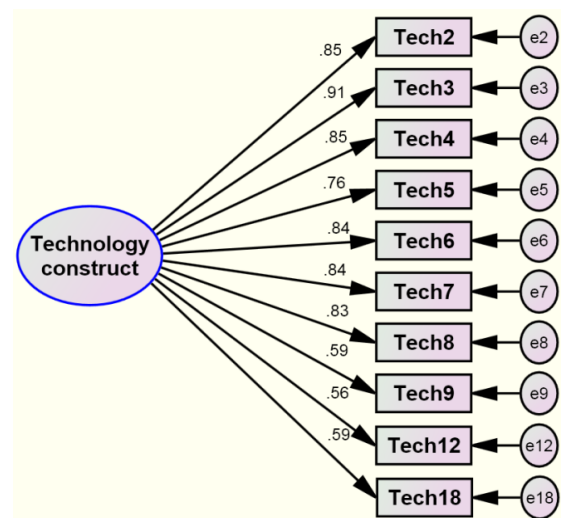 .85
Tech2
e2
.91
Tech3
e3
.85
Tech4
e4
.76
Tech5
e5
Technology
construct
.84
Tech6
e6
.84
Tech7
e7
.83
Tech8
e8
.59
Tech9
e9
.56
Tech12
e12
.59
Tech18
e18